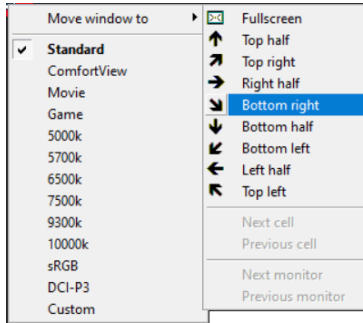 Move window to
Standard
ComfortView
Movie
Game
5000k
5700k
6500k
7500k
9300k
10000k
sRGB
DCI-P3
Custom
Fullscreen
Top half
Top right
Right half
Bottom right
Bottom half
Bottom left
Left half
Top left
Next cell
Previous cell
Next monitor
Previous monitor